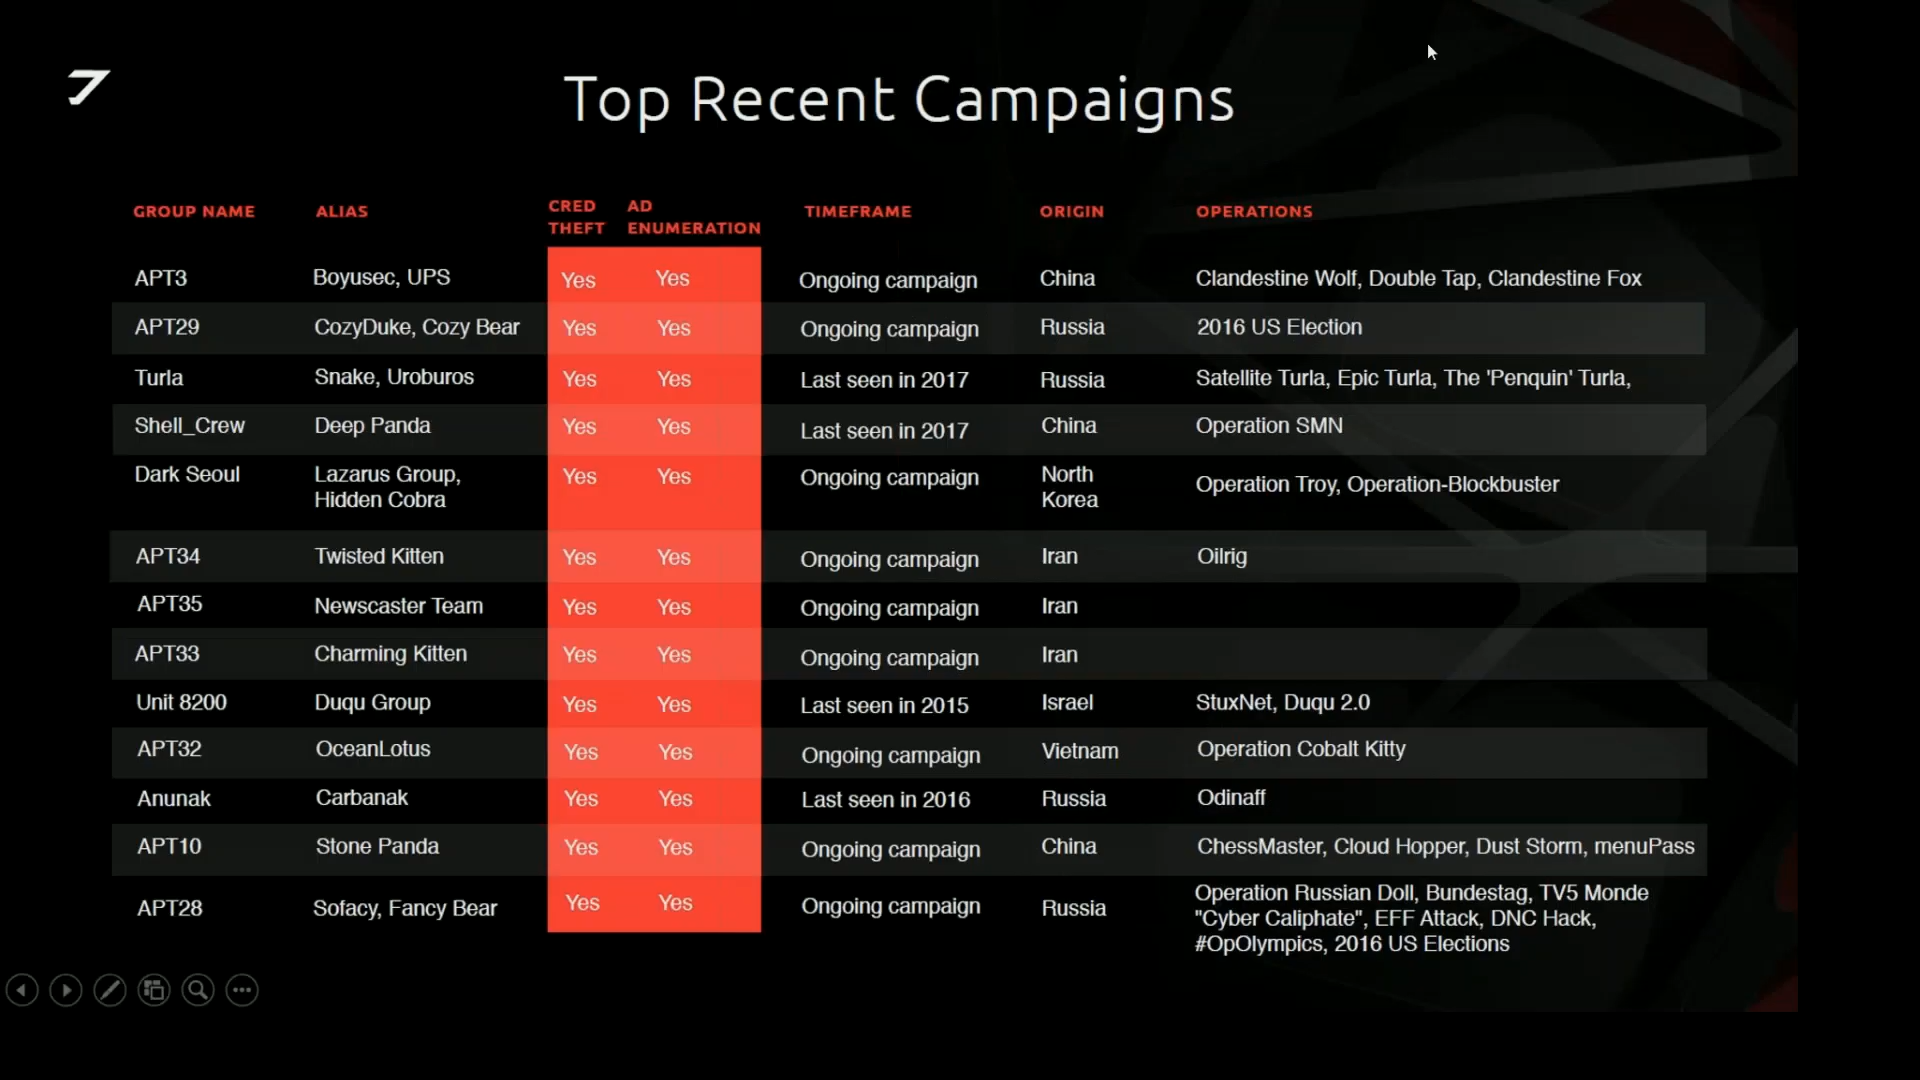 Top Recent Campaigns
GROUP NAME ALIAS CRED THEFT AD ENUMERATION TIMEFRAME ORIGIN OPERATIONS
APT3 Boyusec, UPS Yes Yes Ongoing campaign China Clandestine Wolf, Double Tap, Clandestine Fox
APT29 CozyDuke, Cozy Bear Yes Yes Ongoing campaign Russia 2016 US Election
Turla Snake, Uroburos Yes Yes Last seen in 2017 Russia Satellite Turla, Epic Turla, The 'Penquin' Turla,
Shell_Crew Deep Panda Yes Yes Last seen in 2017 China Operation SMN
Dark Seoul Lazarus Group, Hidden Cobra Yes Yes Ongoing campaign North Korea Operation Troy, Operation-Blockbuster
APT34 Twisted Kitten Yes Yes Ongoing campaign Iran Oilrig
APT35 Newscaster Team Yes Yes Ongoing campaign Iran
APT33 Charming Kitten Yes Yes Ongoing campaign Iran
Unit 8200 Duqu Group Yes Yes Last seen in 2015 Israel StuxNet, Duqu 2.0
APT32 OceanLotus Yes Yes Ongoing campaign Vietnam Operation Cobalt Kitty
Anunak Carbanak Yes Yes Last seen in 2016 Russia Odinaff
APT10 Stone Panda Yes Yes Ongoing campaign China ChessMaster, Cloud Hopper, Dust Storm, menuPass
APT28 Sofacy, Fancy Bear Yes Yes Ongoing campaign Russia Operation Russian Doll, Bundestag, TV5 Monde
"Cyber Caliphate", EFF Attack, DNC Hack,
#OpOlympics, 2016 US Elections